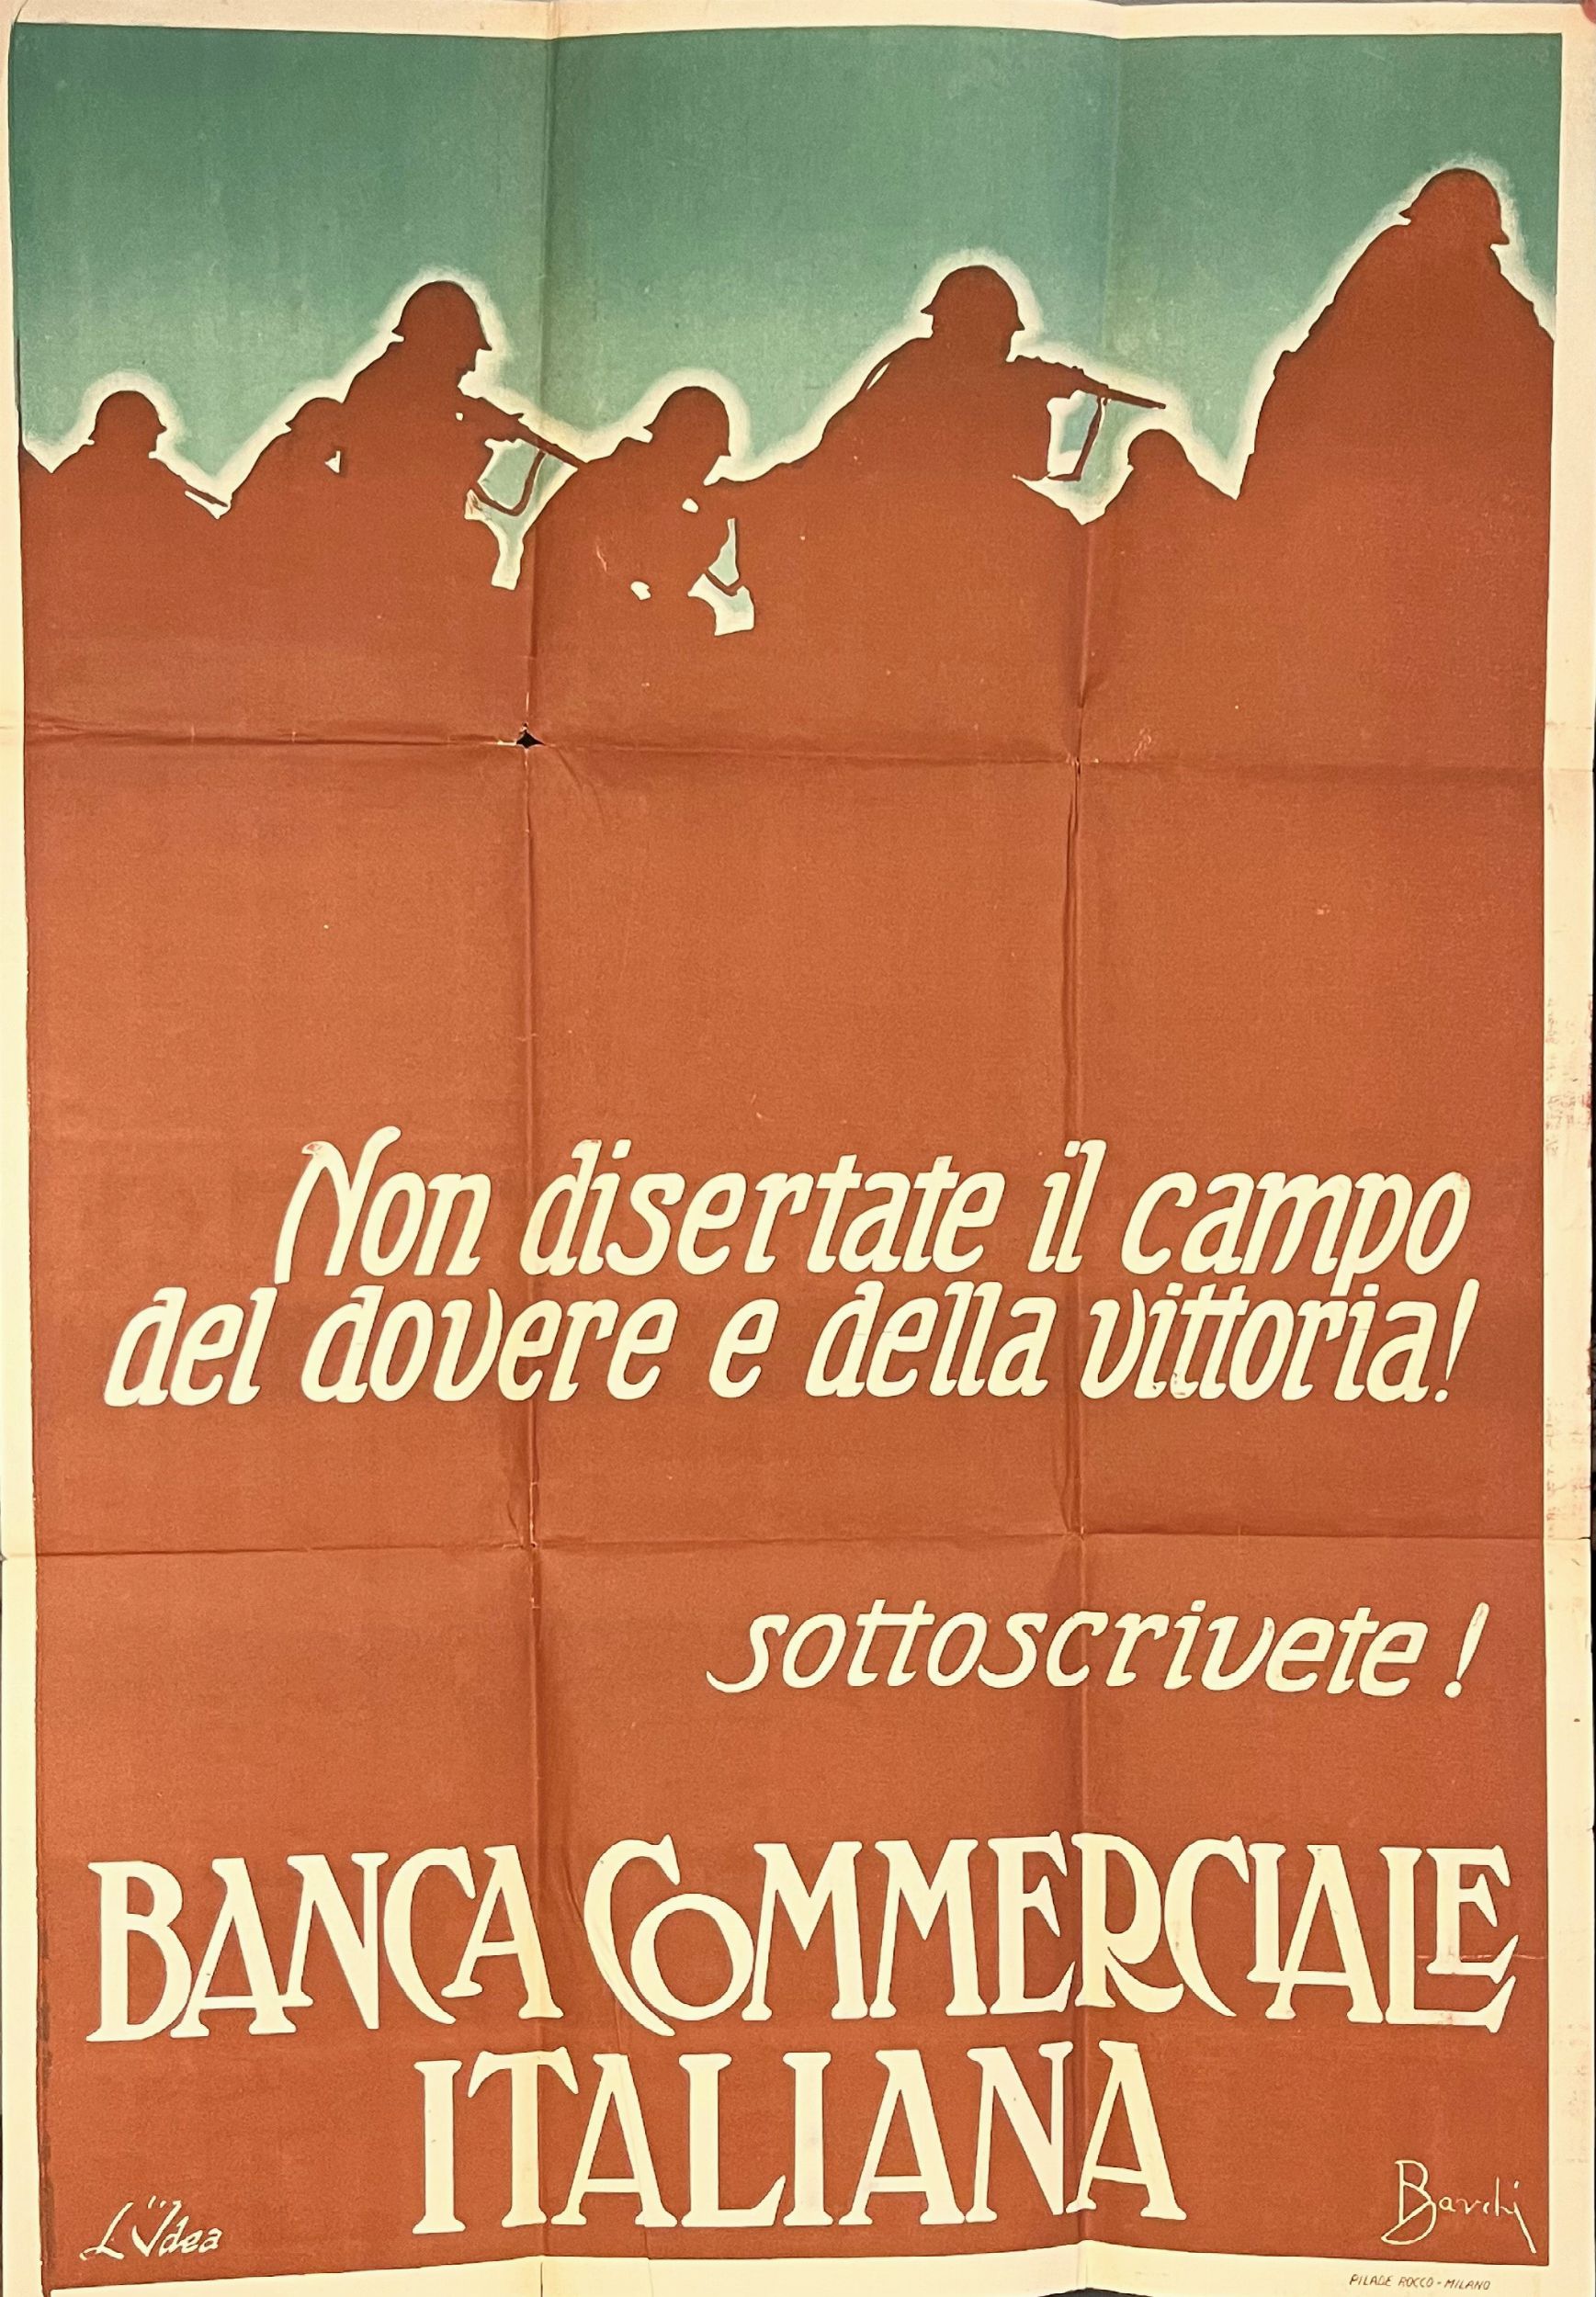 Non disertate il campo
del dovere e della vittoria!
sottoscrivete!
BANCA COMMERCIALE
ITALIANA
L'Idea
Barchi
PILADE ROCCO - MILANO